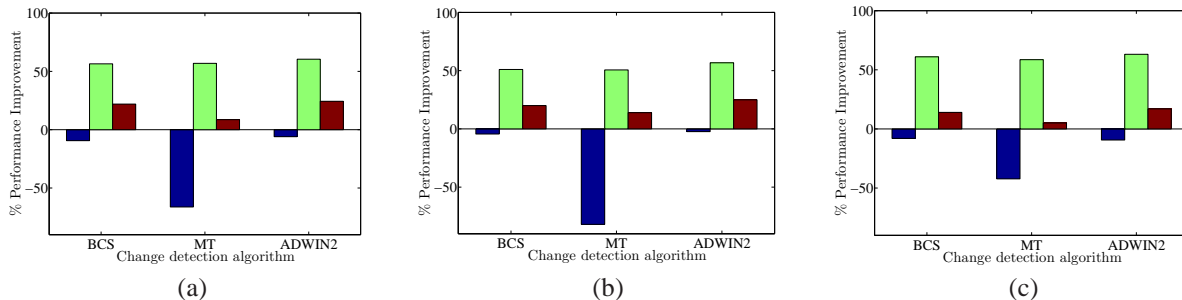 % Performance Improvement
100
50
0
−50
BCS MT ADWIN2
Change detection algorithm
(a)
% Performance Improvement
100
50
0
−50
BCS MT ADWIN2
Change detection algorithm
(b)
% Performance Improvement
100
50
0
−50
BCS MT ADWIN2
Change detection algorithm
(c)